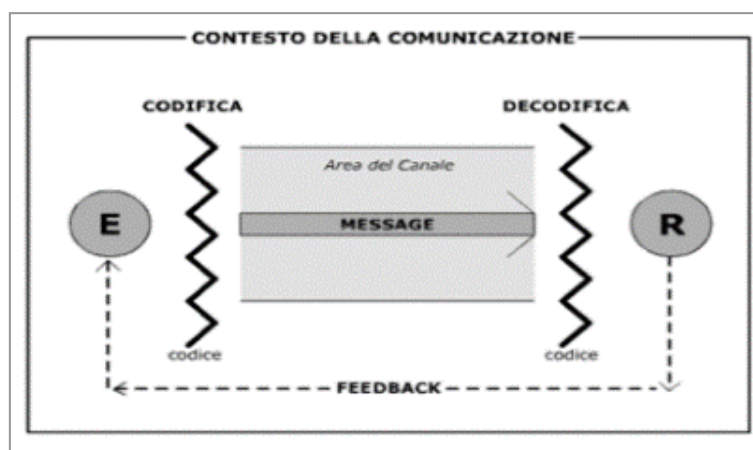 CONTESTO DELLA COMUNICAZIONE
CODIFICA
DECODIFICA
Area del Canale
E
MESSAGE
R
codice
codice
FEEDBACK